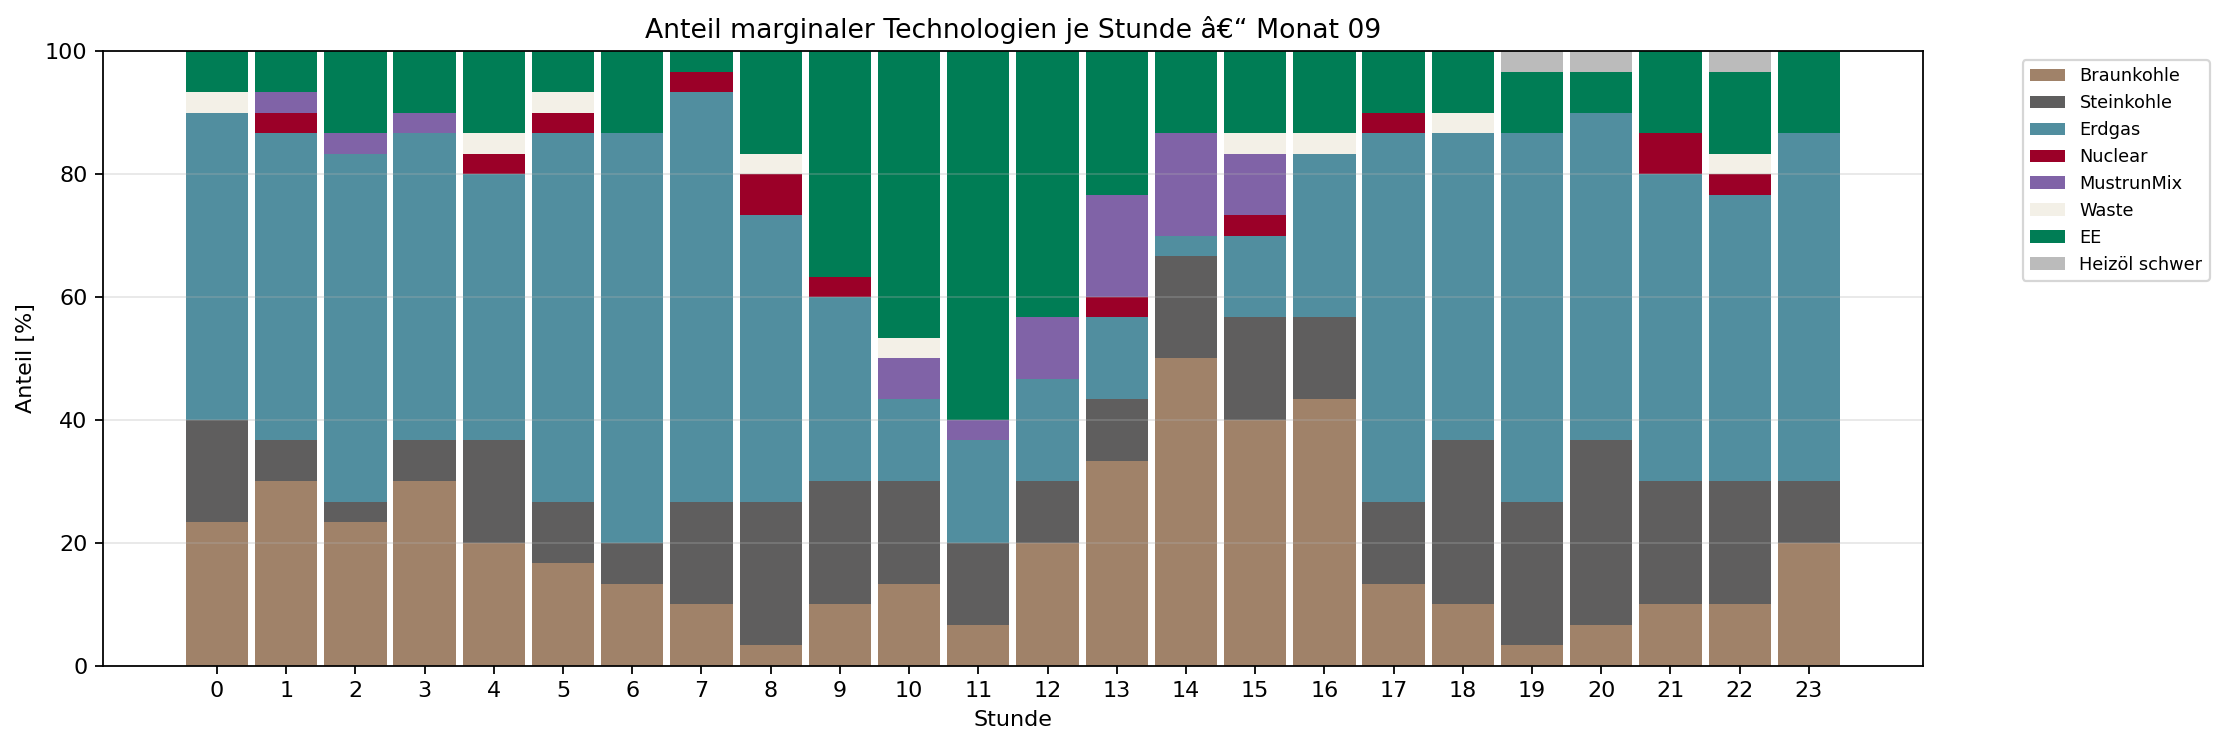 Anteil marginaler Technologien je Stunde â€“ Monat 09
Anteil [%]
100
80
60
40
20
0
0 1 2 3 4 5 6 7 8 9 10 11 12 13 14 15 16 17 18 19 20 21 22 23
Stunde
Braunkohle
Steinkohle
Erdgas
Nuclear
MustrunMix
Waste
EE
Heizöl schwer